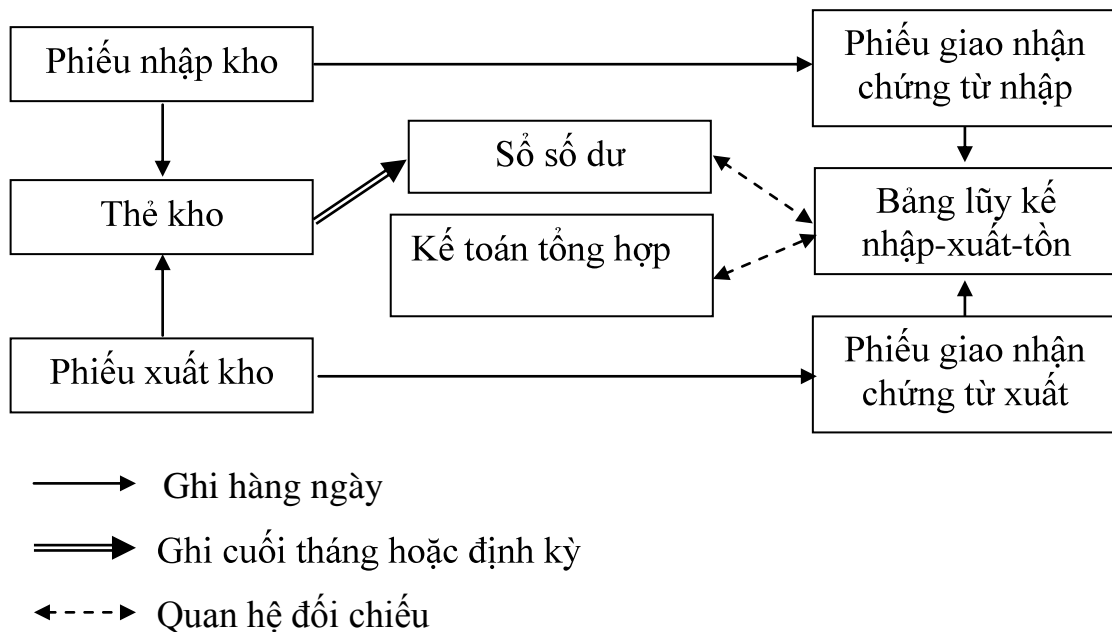 Phiếu nhập kho
Phiếu giao nhận
chứng từ nhập
Sổ số dư
Thẻ kho
Bảng lũy kế
nhập-xuất-tồn
Kế toán tổng hợp
Phiếu xuất kho
Phiếu giao nhận
chứng từ xuất
Ghi hàng ngày
Ghi cuối tháng hoặc định kỳ
Quan hệ đối chiếu